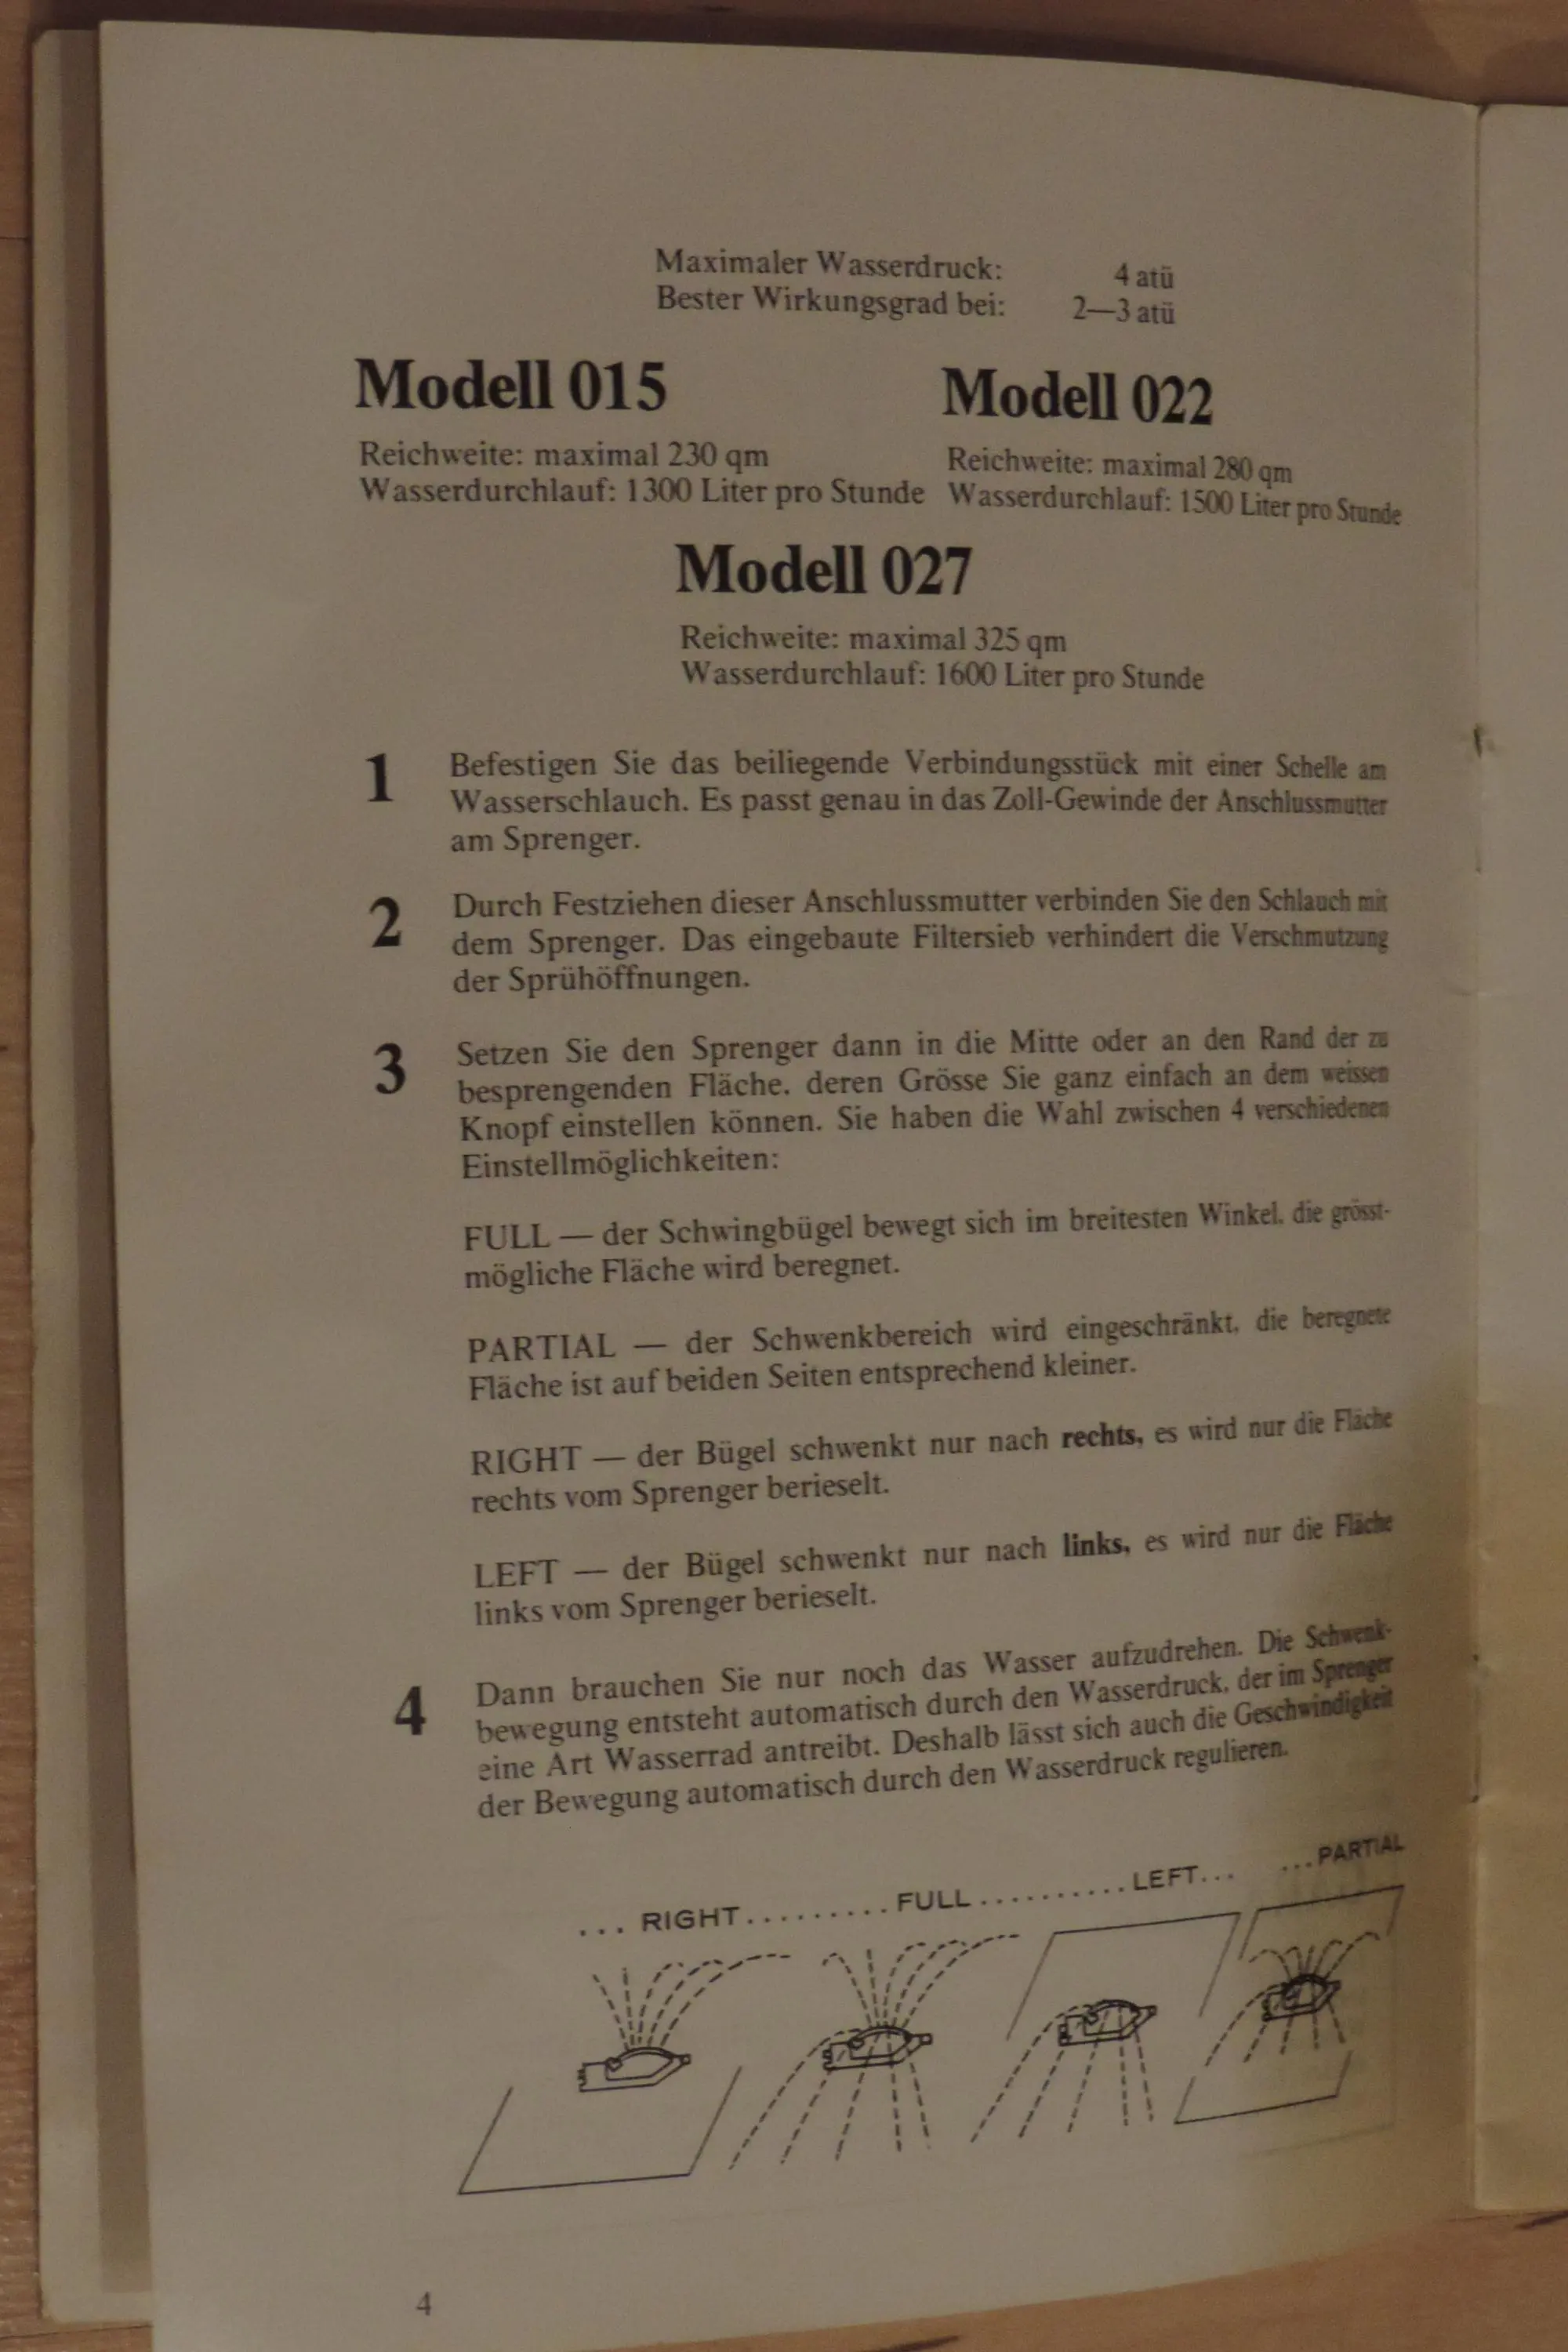 Maximaler Wasserdruck: 4 atü
Bester Wirkungsgrad bei: 2—3 atü
Modell 015
Reichweite: maximal 230 qm
Wasserdurchlauf: 1300 Liter pro Stunde
Modell 022
Reichweite: maximal 280 qm
Wasserdurchlauf: 1500 Liter pro Stunde
Modell 027
Reichweite: maximal 325 qm
Wasserdurchlauf: 1600 Liter pro Stunde
1 Befestigen Sie das beiliegende Verbindungsstück mit einer Schelle am
Wasserschlauch. Es passt genau in das Zoll-Gewinde der Anschlussmutter
am Sprenger.
2 Durch Festziehen dieser Anschlussmutter verbinden Sie den Schlauch mit
dem Sprenger. Das eingebaute Filtersieb verhindert die Verschmutzung
der Sprühöffnungen.
3 Setzen Sie den Sprenger dann in die Mitte oder an den Rand der zu
besprengenden Fläche. deren Grösse Sie ganz einfach an dem weissen
Knopf einstellen können. Sie haben die Wahl zwischen 4 verschiedenen
Einstellmöglichkeiten:
FULL — der Schwingbügel bewegt sich im breitesten Winkel, die grösst-
mögliche Fläche wird beregnet.
PARTIAL — der Schwenkbereich wird eingeschränkt, die beregnete
Fläche ist auf beiden Seiten entsprechend kleiner.
RIGHT — der Bügel schwenkt nur nach rechts, es wird nur die Fläche
rechts vom Sprenger berieselt.
LEFT — der Bügel schwenkt nur nach links, es wird nur die Fläche
links vom Sprenger berieselt.
4 Dann brauchen Sie nur noch das Wasser aufzudrehen. Die Schwenk-
bewegung entsteht automatisch durch den Wasserdruck, der im Sprenger
eine Art Wasserrad antreibt. Deshalb lässt sich auch die Geschwindigkeit
der Bewegung automatisch durch den Wasserdruck regulieren.
... RIGHT ......... FULL .......... LEFT... ...PARTIAL
4